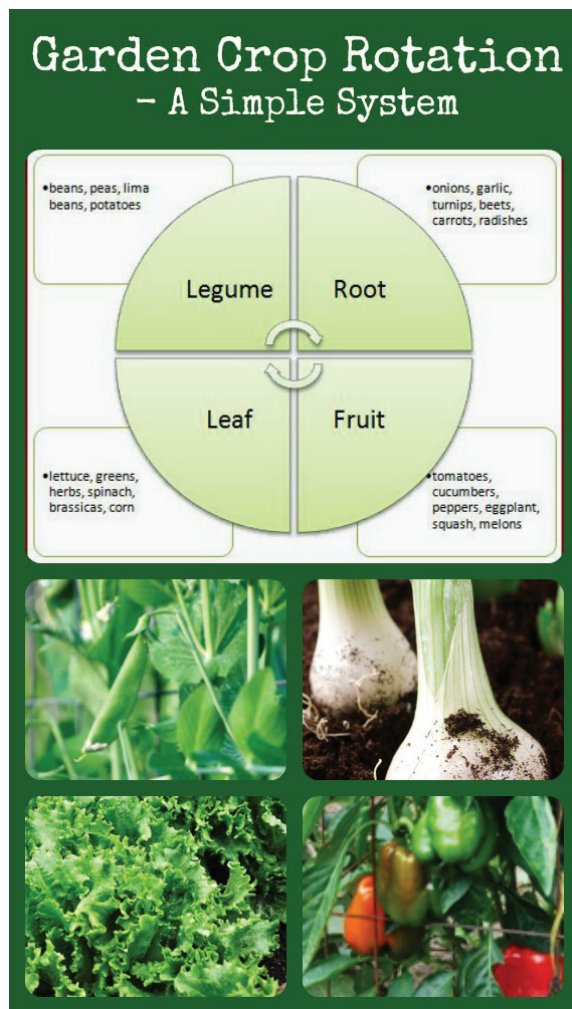 Garden Crop Rotation
- A Simple System
•beans, peas, lima
beans, potatoes
•onions, garlic,
turnips, beets,
carrots, radishes
Legume
Root
Leaf
Fruit
•lettuce, greens,
herbs, spinach,
brassicas, corn
•tomatoes,
cucumbers,
peppers, eggplant,
squash, melons